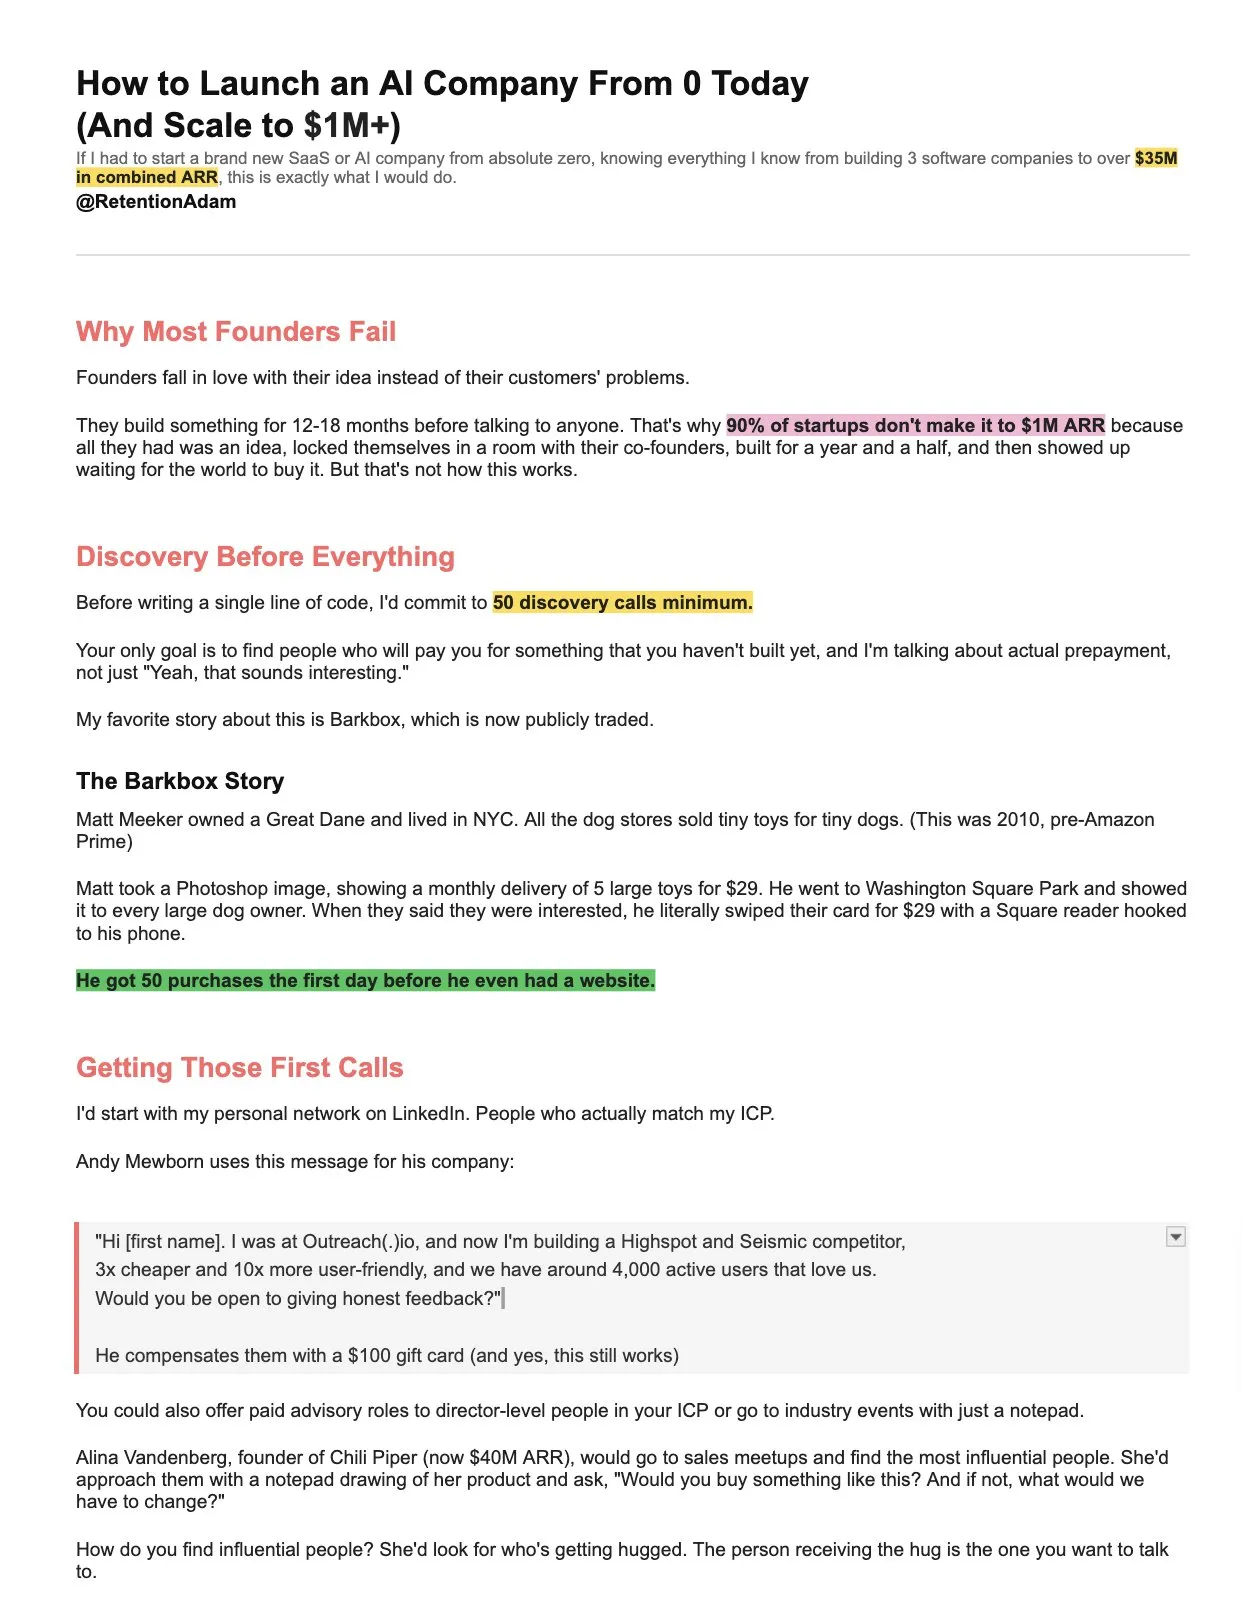 How to Launch an AI Company From 0 Today
(And Scale to $1M+)
If I had to start a brand new SaaS or AI company from absolute zero, knowing everything I know from building 3 software companies to over $35M
in combined ARR, this is exactly what I would do.
@RetentionAdam
Why Most Founders Fail
Founders fall in love with their idea instead of their customers' problems.
They build something for 12-18 months before talking to anyone. That's why 90% of startups don't make it to $1M ARR because
all they had was an idea, locked themselves in a room with their co-founders, built for a year and a half, and then showed up
waiting for the world to buy it. But that's not how this works.
Discovery Before Everything
Before writing a single line of code, I'd commit to 50 discovery calls minimum.
Your only goal is to find people who will pay you for something that you haven't built yet, and I'm talking about actual prepayment,
not just "Yeah, that sounds interesting."
My favorite story about this is Barkbox, which is now publicly traded.
The Barkbox Story
Matt Meeker owned a Great Dane and lived in NYC. All the dog stores sold tiny toys for tiny dogs. (This was 2010, pre-Amazon
Prime)
Matt took a Photoshop image, showing a monthly delivery of 5 large toys for $29. He went to Washington Square Park and showed
it to every large dog owner. When they said they were interested, he literally swiped their card for $29 with a Square reader hooked
to his phone.
He got 50 purchases the first day before he even had a website.
Getting Those First Calls
I'd start with my personal network on LinkedIn. People who actually match my ICP.
Andy Mewborn uses this message for his company:
"Hi [first name]. I was at Outreach(.)io, and now I'm building a Highspot and Seismic competitor,
3x cheaper and 10x more user-friendly, and we have around 4,000 active users that love us.
Would you be open to giving honest feedback?"
He compensates them with a $100 gift card (and yes, this still works)
You could also offer paid advisory roles to director-level people in your ICP or go to industry events with just a notepad.
Alina Vandenberg, founder of Chili Piper (now $40M ARR), would go to sales meetups and find the most influential people. She'd
approach them with a notepad drawing of her product and ask, "Would you buy something like this? And if not, what would we
have to change?"
How do you find influential people? She'd look for who's getting hugged. The person receiving the hug is the one you want to talk
to.